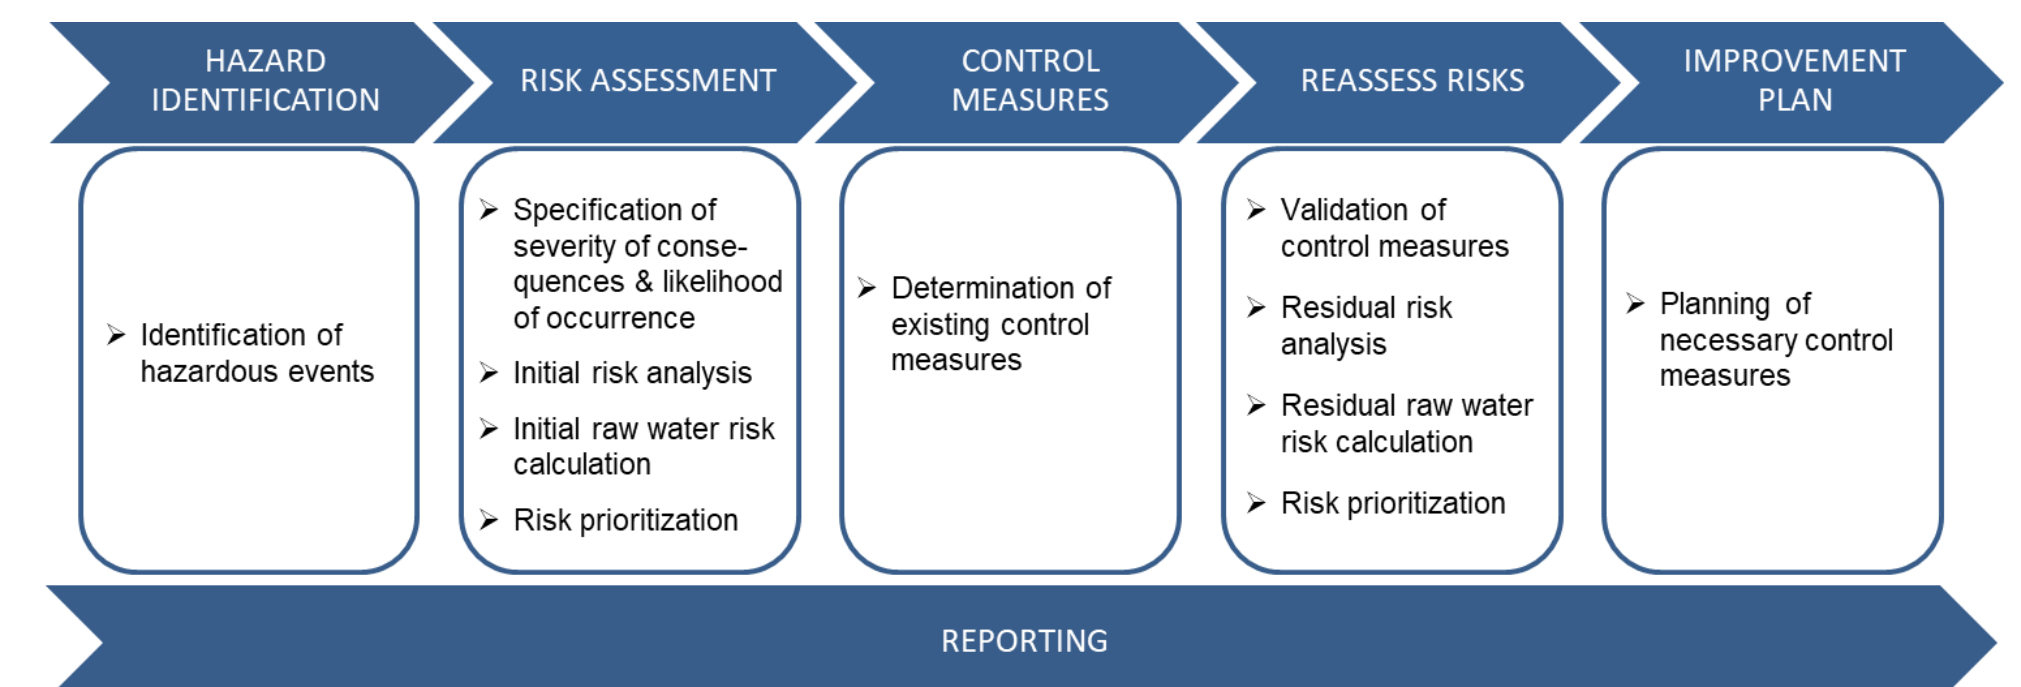 HAZARD
IDENTIFICATION
RISK ASSESSMENT
CONTROL
MEASURES
REASSESS RISKS
IMPROVEMENT
PLAN
➢ Identification of
hazardous events
➢ Specification of
severity of conse-
quences & likelihood
of occurrence
➢ Initial risk analysis
➢ Initial raw water risk
calculation
➢ Risk prioritization
➢ Determination of
existing control
measures
➢ Validation of
control measures
➢ Residual risk
analysis
➢ Residual raw water
risk calculation
➢ Risk prioritization
➢ Planning of
necessary control
measures
REPORTING